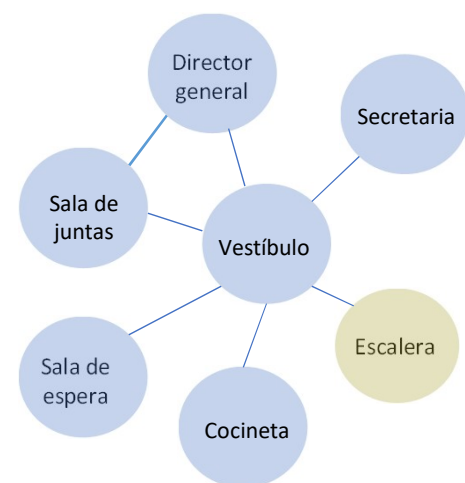 Director
general
Secretaria
Sala de
juntas
Vestíbulo
Escalera
Sala de
espera
Cocineta